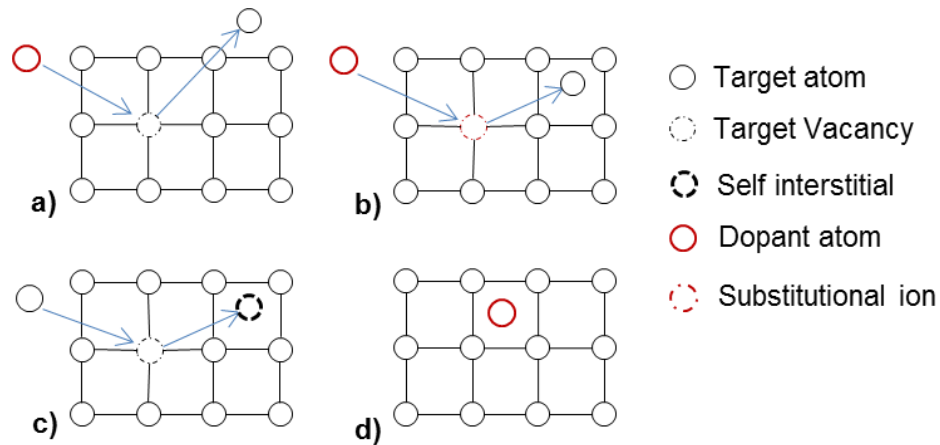 a)
b)
c)
d)
Target atom
Target Vacancy
Self interstitial
Dopant atom
Substitutional ion